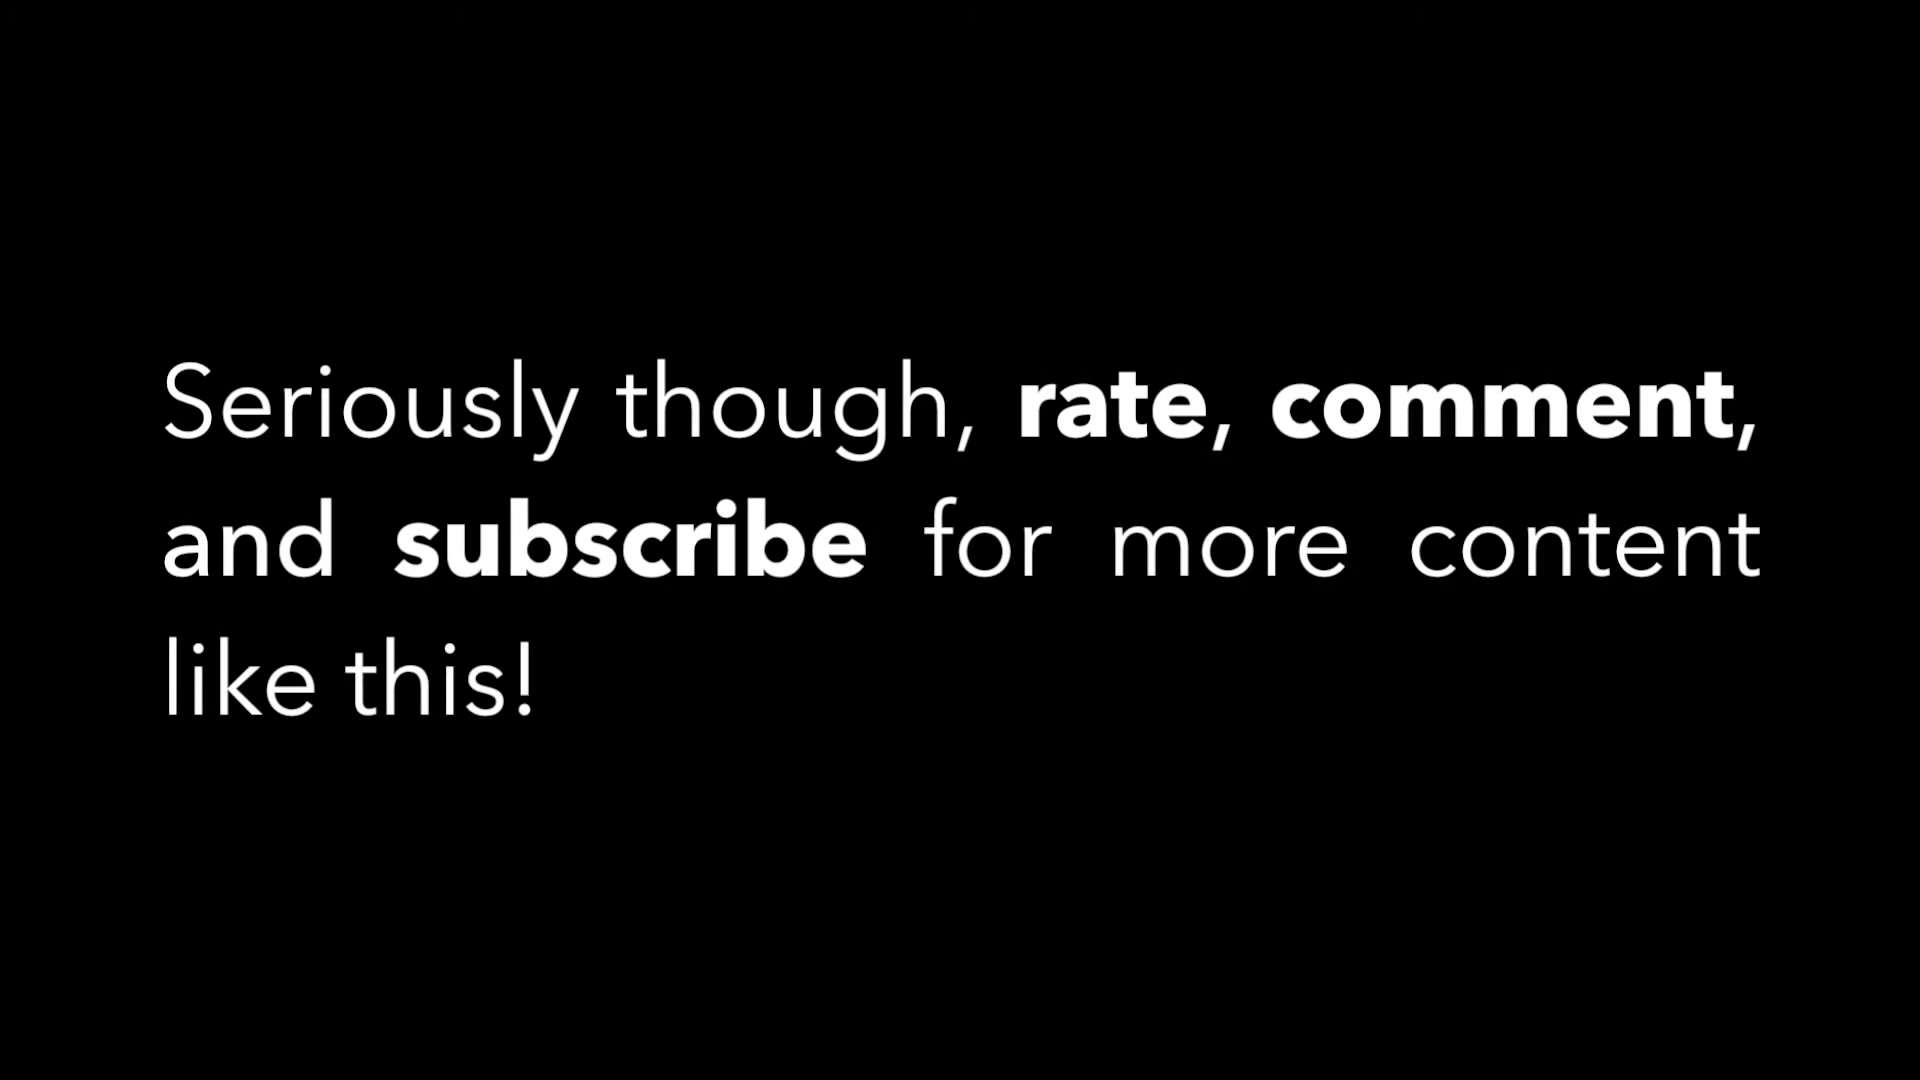 Seriously though, rate, comment,
and subscribe for more content
like this!